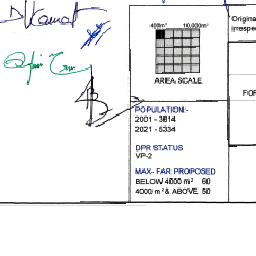 400m² 10,000m²
AREA SCALE
POPULATION:-
2001 - 3814
2021 - 5334
DPR STATUS
VP-2
MAX- FAR PROPOSED
BELOW 4000 m² 60
4000 m² & ABOVE 50
Origina
irrespe
FOR